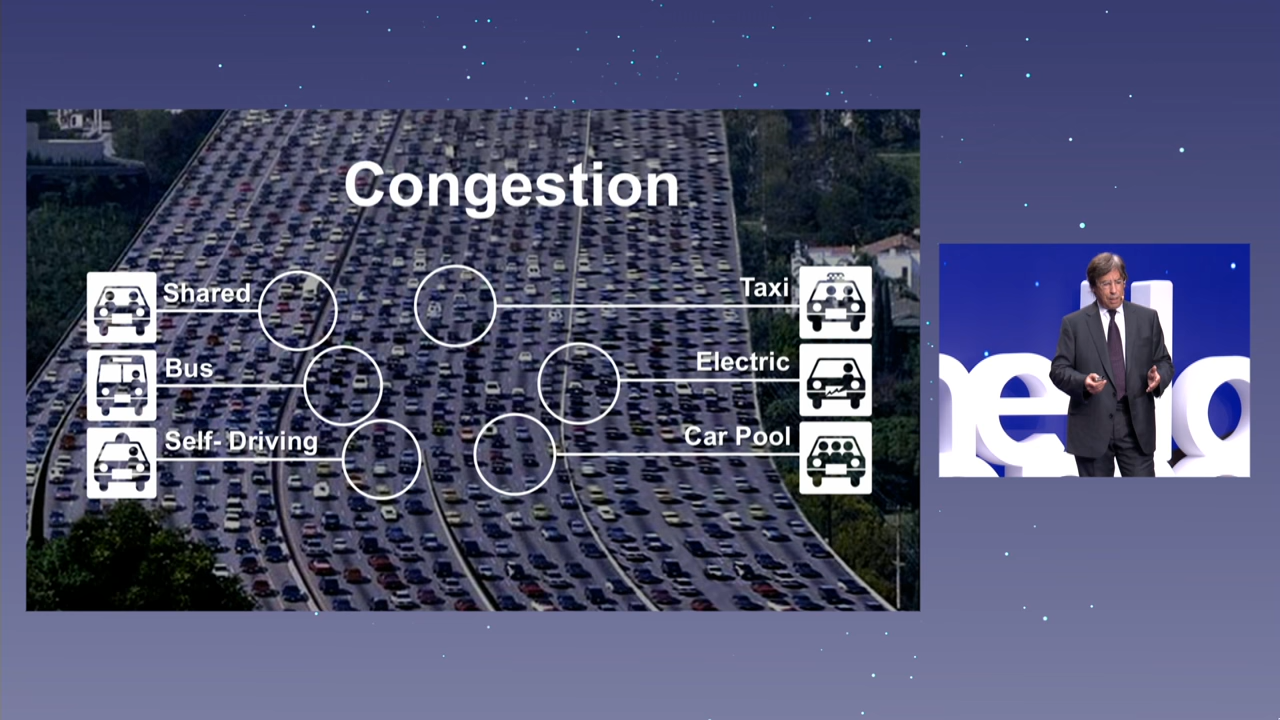 Congestion
Shared
Taxi
Bus
Electric
Self- Driving
Car Pool